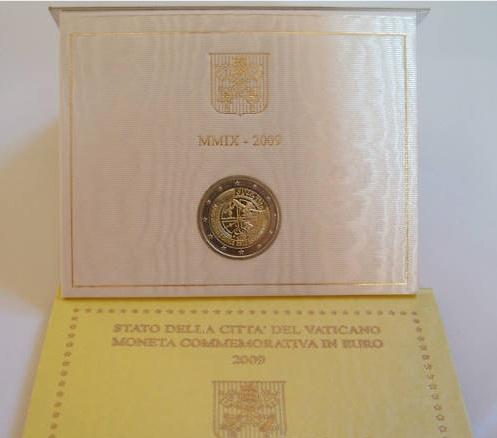 MMIX - 2009
STATO DELLA CITTA' DEL VATICANO
MONETA COMMEMORATIVA IN EURO
2009